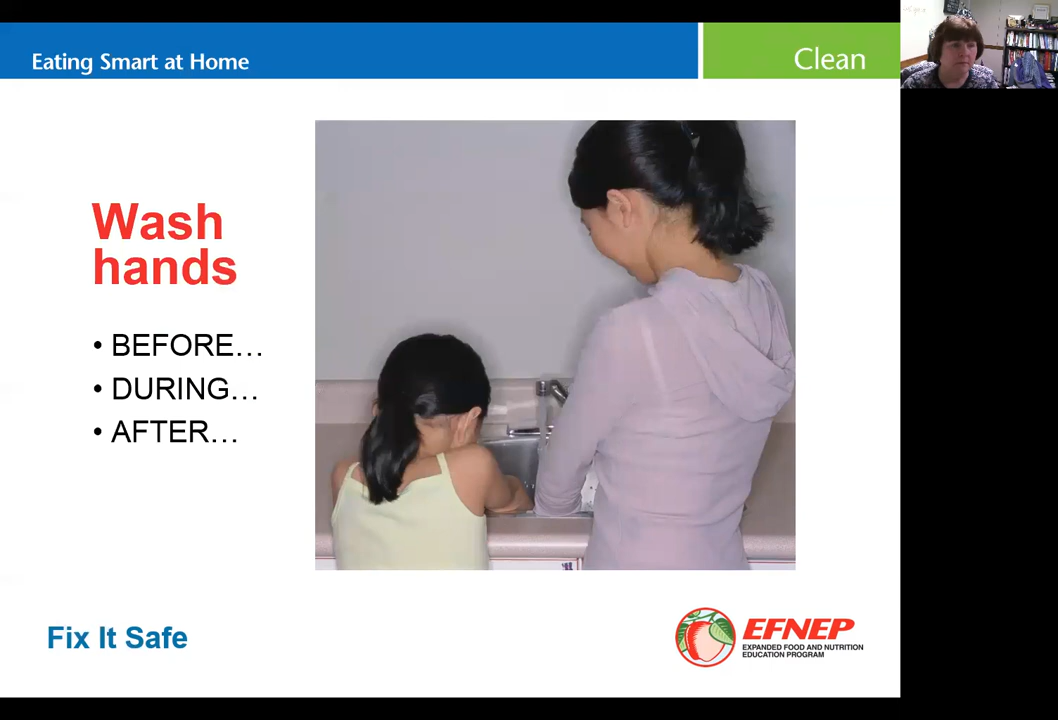 Eating Smart at Home
Clean
Wash
hands
• BEFORE…
• DURING…
• AFTER…
Fix It Safe
EFNEP
EXPANDED FOOD AND NUTRITION
EDUCATION PROGRAM